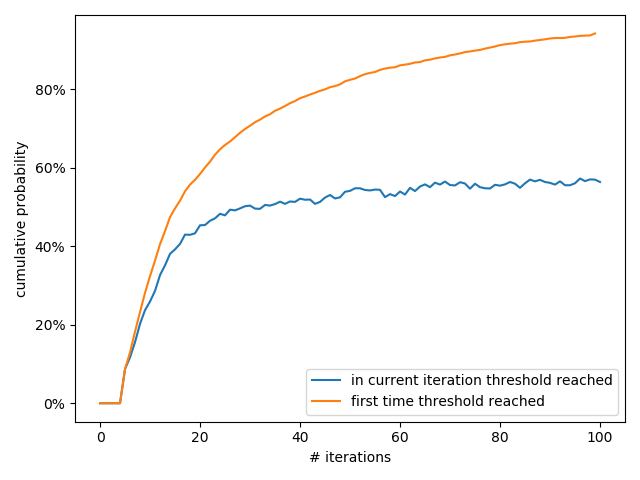 80%
60%
40%
20%
0%
cumulative probability
in current iteration threshold reached
first time threshold reached
0 20 40 60 80 100
# iterations